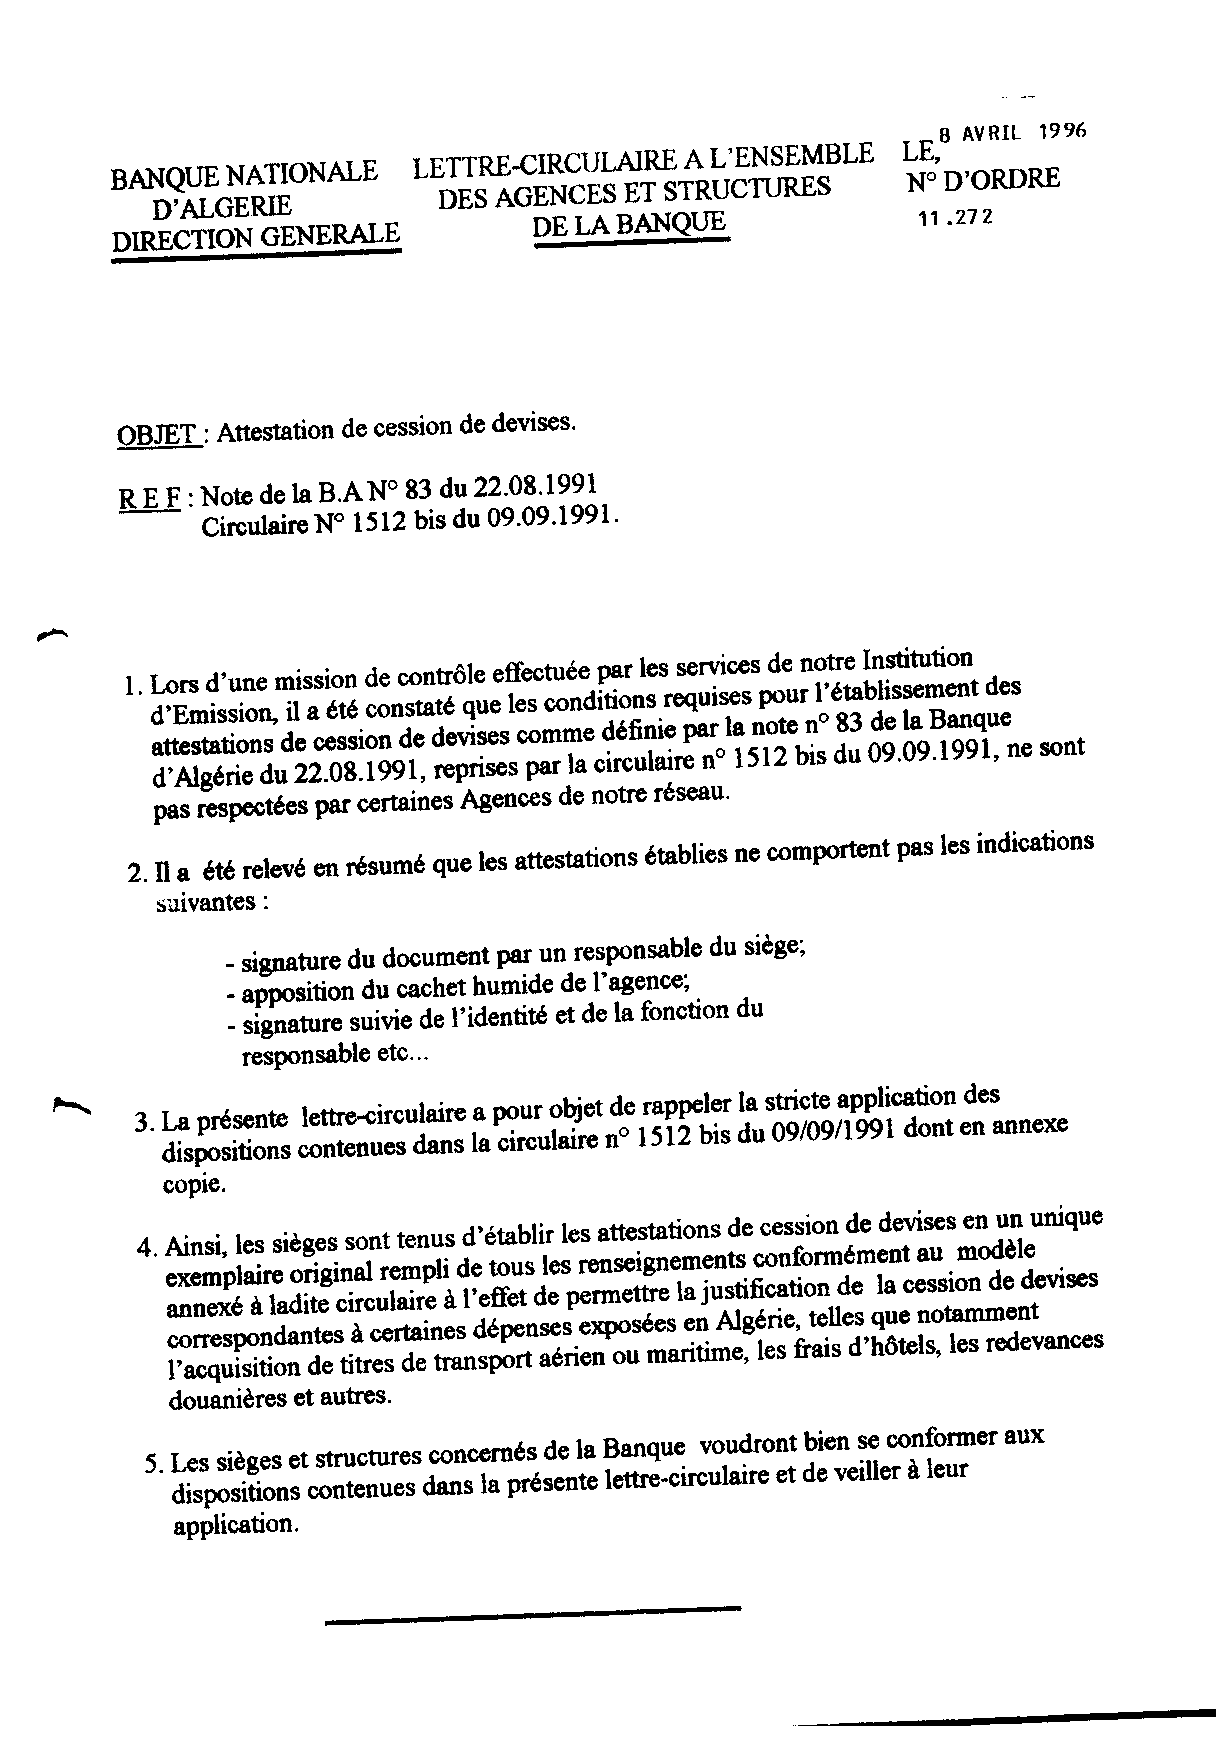 BANQUE NATIONALE
D'ALGERIE
DIRECTION GENERALE
LETTRE-CIRCULAIRE A L'ENSEMBLE
DES AGENCES ET STRUCTURES
DE LA BANQUE
LE, 8 AVRIL 1996
N° D'ORDRE
11.272
OBJET : Attestation de cession de devises.
R E F : Note de la B.A N° 83 du 22.08.1991
Circulaire N° 1512 bis du 09.09.1991.
1. Lors d'une mission de contrôle effectuée par les services de notre Institution
d'Emission, il a été constaté que les conditions requises pour l'établissement des
attestations de cession de devises comme définie par la note n° 83 de la Banque
d'Algérie du 22.08.1991, reprises par la circulaire n° 1512 bis du 09.09.1991, ne sont
pas respectées par certaines Agences de notre réseau.
2. Il a été relevé en résumé que les attestations établies ne comportent pas les indications
suivantes :
- signature du document par un responsable du siège;
- apposition du cachet humide de l'agence;
- signature suivie de l'identité et de la fonction du
responsable etc...
3. La présente lettre-circulaire a pour objet de rappeler la stricte application des
dispositions contenues dans la circulaire n° 1512 bis du 09/09/1991 dont en annexe
copie.
4. Ainsi, les sièges sont tenus d'établir les attestations de cession de devises en un unique
exemplaire original rempli de tous les renseignements conformément au modèle
annexé à ladite circulaire à l'effet de permettre la justification de la cession de devises
correspondantes à certaines dépenses exposées en Algérie, telles que notamment
l'acquisition de titres de transport aérien ou maritime, les frais d'hôtels, les redevances
douanières et autres.
5. Les sièges et structures concernés de la Banque voudront bien se conformer aux
dispositions contenues dans la présente lettre-circulaire et de veiller à leur
application.